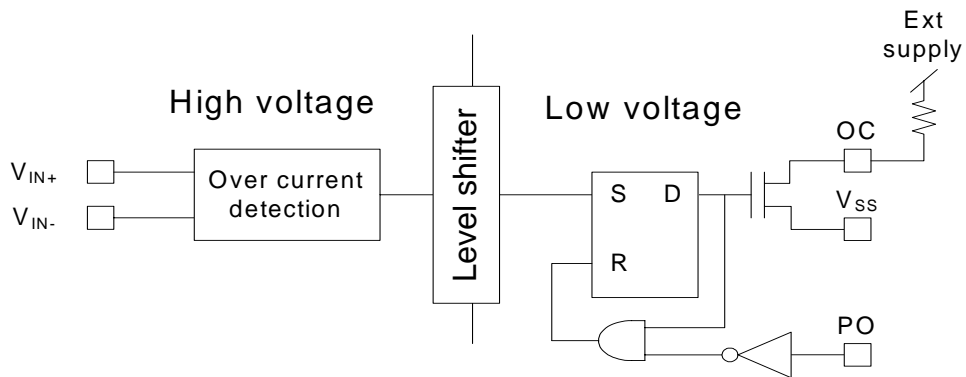 Ext
supply
High voltage
Low voltage
OC
V_IN+
V_IN-
Over current
detection
Level shifter
S D
V_SS
R
PO